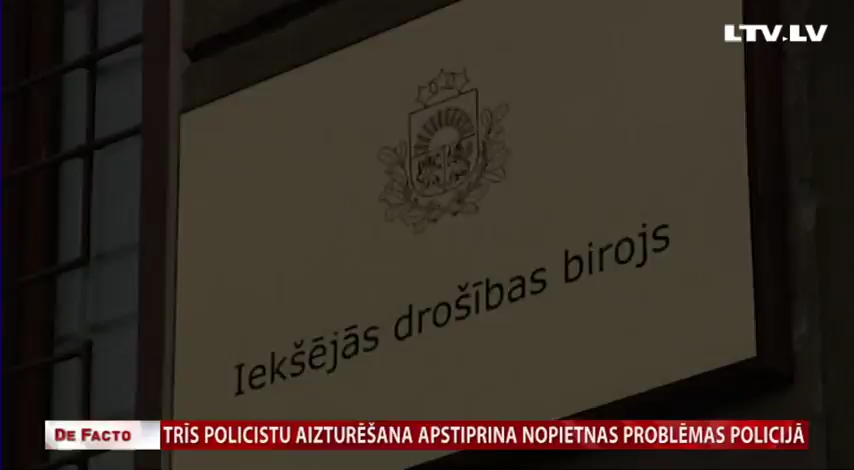 LTV.LV
Iekšējās drošības birojs
DE FACTO
TRĪS POLICISTU AIZTURĒŠANA APSTIPRINA NOPIETNAS PROBLĒMAS POLICIJĀ